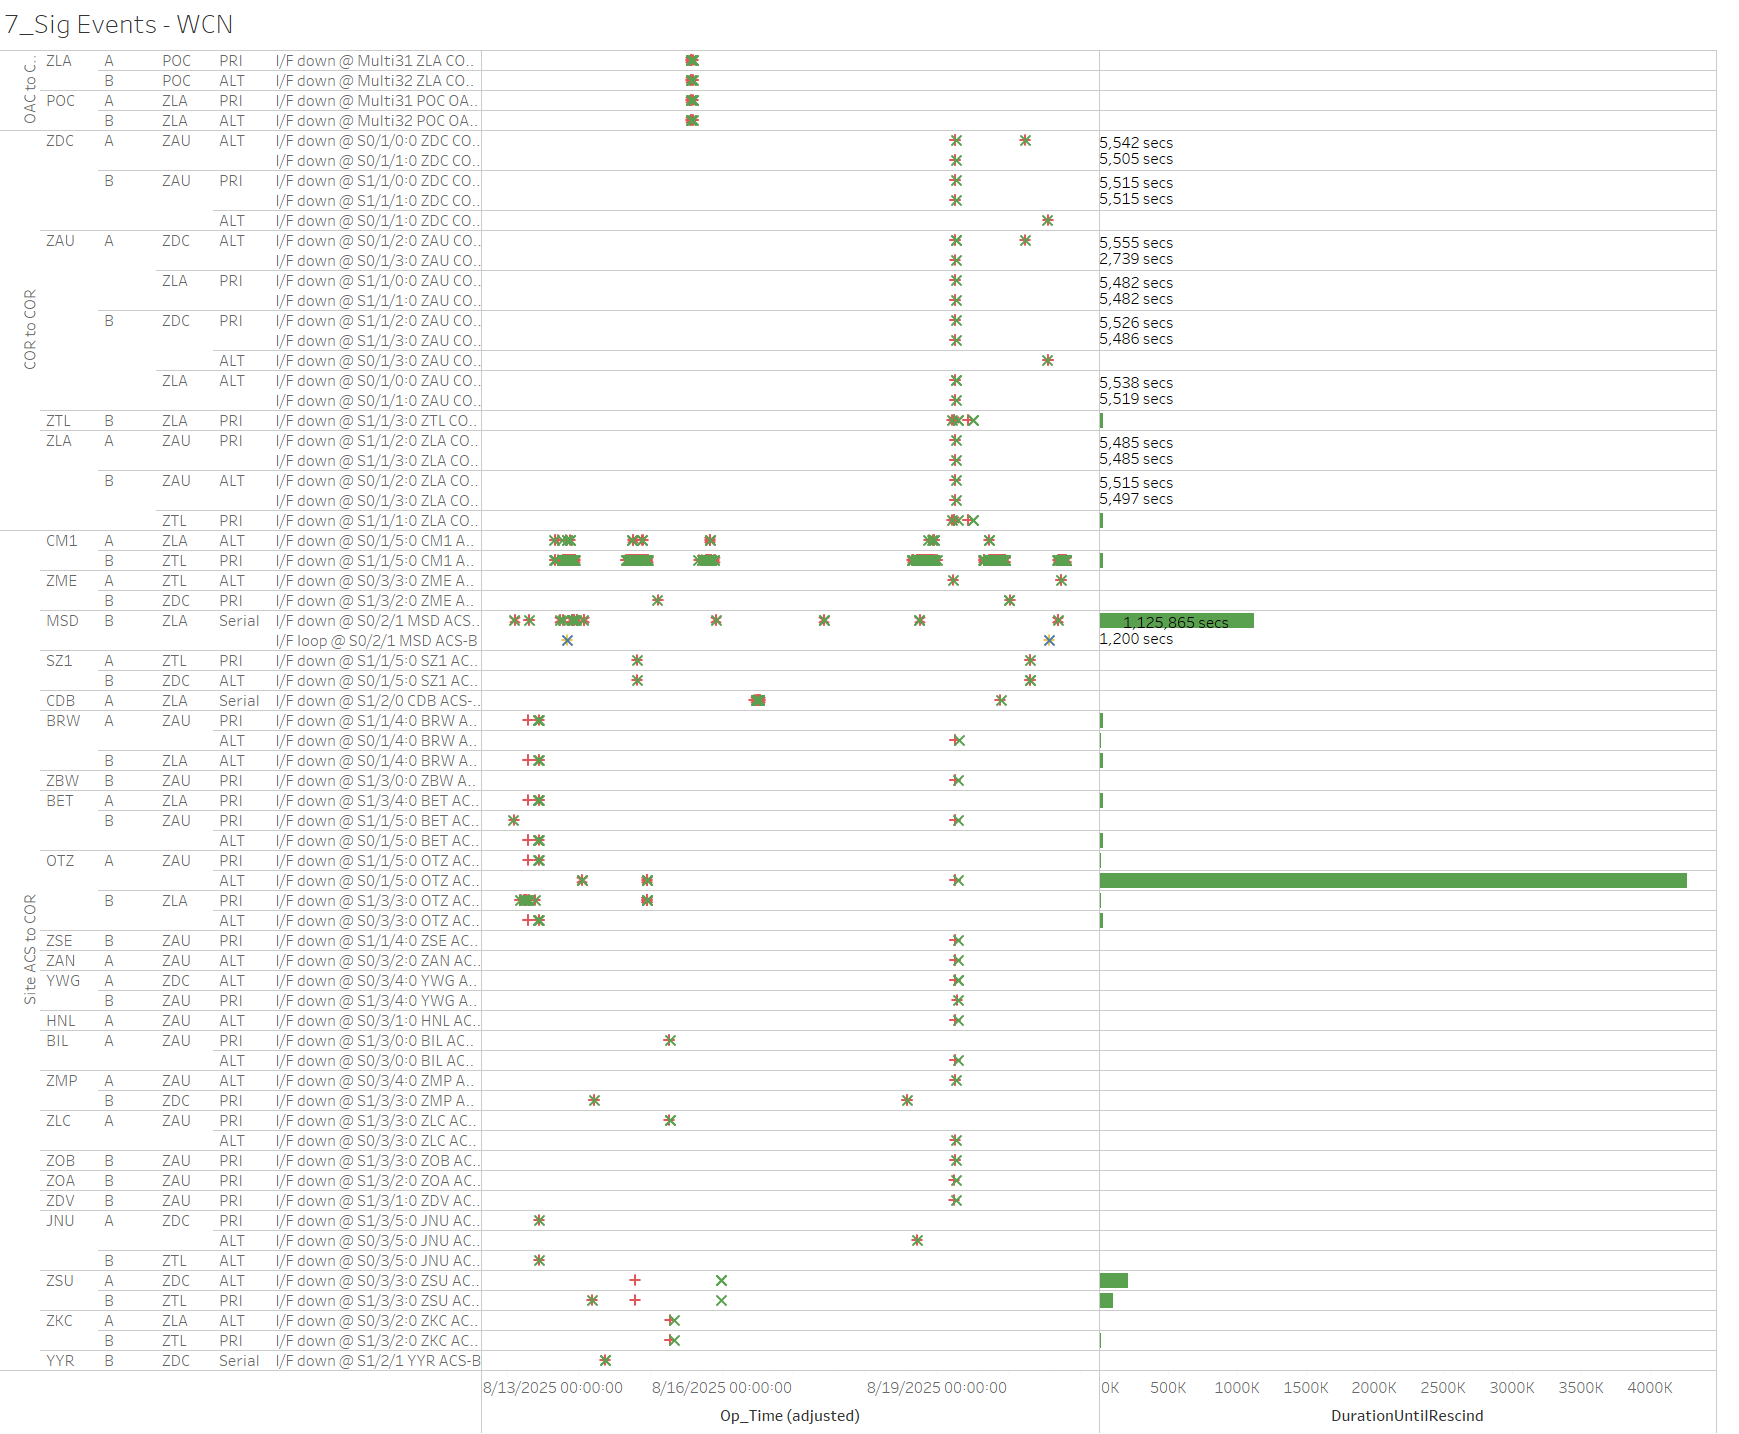 7_Sig Events - WCN
OAC to C..
ZLA A POC PRI I/F down @ Multi31 ZLA CO..
B POC ALT I/F down @ Multi32 ZLA CO..
POC A ZLA PRI I/F down @ Multi31 POC OA..
B ZLA ALT I/F down @ Multi32 POC OA..
COR to COR
ZDC A ZAU ALT I/F down @ S0/1/0:0 ZDC CO.. 5,542 secs
I/F down @ S0/1/1:0 ZDC CO.. 5,505 secs
B ZAU PRI I/F down @ S1/1/0:0 ZDC CO.. 5,515 secs
I/F down @ S1/1/1:0 ZDC CO.. 5,515 secs
ALT I/F down @ S0/1/1:0 ZDC CO..
ZAU A ZDC ALT I/F down @ S0/1/2:0 ZAU CO.. 5,555 secs
I/F down @ S0/1/3:0 ZAU CO.. 2,739 secs
ZLA PRI I/F down @ S1/1/0:0 ZAU CO.. 5,482 secs
I/F down @ S1/1/1:0 ZAU CO.. 5,482 secs
B ZDC PRI I/F down @ S1/1/2:0 ZAU CO.. 5,526 secs
I/F down @ S1/1/3:0 ZAU CO.. 5,486 secs
ALT I/F down @ S0/1/3:0 ZAU CO..
ZLA ALT I/F down @ S0/1/0:0 ZAU CO.. 5,538 secs
I/F down @ S0/1/1:0 ZAU CO.. 5,519 secs
ZTL B ZLA PRI I/F down @ S1/1/3:0 ZTL CO..
ZLA A ZAU PRI I/F down @ S1/1/2:0 ZLA CO.. 5,485 secs
I/F down @ S1/1/3:0 ZLA CO.. 5,485 secs
B ZAU ALT I/F down @ S0/1/2:0 ZLA CO.. 5,515 secs
I/F down @ S0/1/3:0 ZLA CO.. 5,497 secs
ZTL PRI I/F down @ S1/1/1:0 ZLA CO..
Site ACS to COR
CM1 A ZLA ALT I/F down @ S0/1/5:0 CM1 A..
B ZTL PRI I/F down @ S1/1/5:0 CM1 A..
ZME A ZTL ALT I/F down @ S0/3/3:0 ZME A..
B ZDC PRI I/F down @ S1/3/2:0 ZME A..
MSD B ZLA Serial I/F down @ S0/2/1 MSD ACS.. 1,125,865 secs
I/F loop @ S0/2/1 MSD ACS-B 1,200 secs
SZ1 A ZTL PRI I/F down @ S1/1/5:0 SZ1 AC..
B ZDC ALT I/F down @ S0/1/5:0 SZ1 AC..
CDB A ZLA Serial I/F down @ S1/2/0 CDB ACS-..
BRW A ZAU PRI I/F down @ S1/1/4:0 BRW A..
ALT I/F down @ S0/1/4:0 BRW A..
B ZLA ALT I/F down @ S0/1/4:0 BRW A..
ZBW B ZAU PRI I/F down @ S1/3/0:0 ZBW A..
BET A ZLA PRI I/F down @ S1/3/4:0 BET AC..
B ZAU PRI I/F down @ S1/1/5:0 BET AC..
ALT I/F down @ S0/1/5:0 BET AC..
OTZ A ZAU PRI I/F down @ S1/1/5:0 OTZ AC..
ALT I/F down @ S0/1/5:0 OTZ AC..
B ZLA PRI I/F down @ S1/3/3:0 OTZ AC..
ALT I/F down @ S0/3/3:0 OTZ AC..
ZSE B ZAU PRI I/F down @ S1/1/4:0 ZSE AC..
ZAN A ZAU ALT I/F down @ S0/3/2:0 ZAN AC..
YWG A ZDC ALT I/F down @ S0/3/4:0 YWG A..
B ZAU PRI I/F down @ S1/3/4:0 YWG A..
HNL A ZAU ALT I/F down @ S0/3/1:0 HNL AC..
BIL A ZAU PRI I/F down @ S1/3/0:0 BIL AC..
ALT I/F down @ S0/3/0:0 BIL AC..
ZMP A ZAU ALT I/F down @ S0/3/4:0 ZMP A..
B ZDC PRI I/F down @ S1/3/3:0 ZMP A..
ZLC A ZAU PRI I/F down @ S1/3/3:0 ZLC AC..
ALT I/F down @ S0/3/3:0 ZLC AC..
ZOB B ZAU PRI I/F down @ S1/3/3:0 ZOB AC..
ZOA B ZAU PRI I/F down @ S1/3/2:0 ZOA AC..
ZDV B ZAU PRI I/F down @ S1/3/1:0 ZDV AC..
JNU A ZDC PRI I/F down @ S1/3/5:0 JNU AC..
ALT I/F down @ S0/3/5:0 JNU AC..
B ZTL ALT I/F down @ S0/3/5:0 JNU AC..
ZSU A ZDC ALT I/F down @ S0/3/3:0 ZSU AC..
B ZTL PRI I/F down @ S1/3/3:0 ZSU AC..
ZKC A ZLA ALT I/F down @ S0/3/2:0 ZKC AC..
B ZTL PRI I/F down @ S1/3/2:0 ZKC AC..
YYR B ZDC Serial I/F down @ S1/2/1 YYR ACS-B
8/13/2025 00:00:00 8/16/2025 00:00:00 8/19/2025 00:00:00 0K 500K 1000K 1500K 2000K 2500K 3000K 3500K 4000K
Op_Time (adjusted) DurationUntilRescind